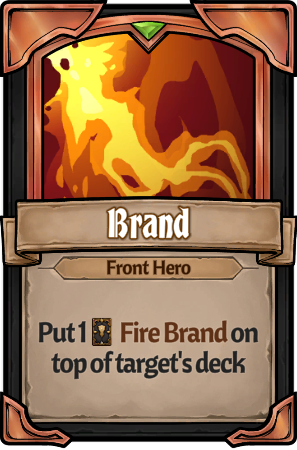 Brand
Front Hero
Put 1 Fire Brand on
top of target's deck